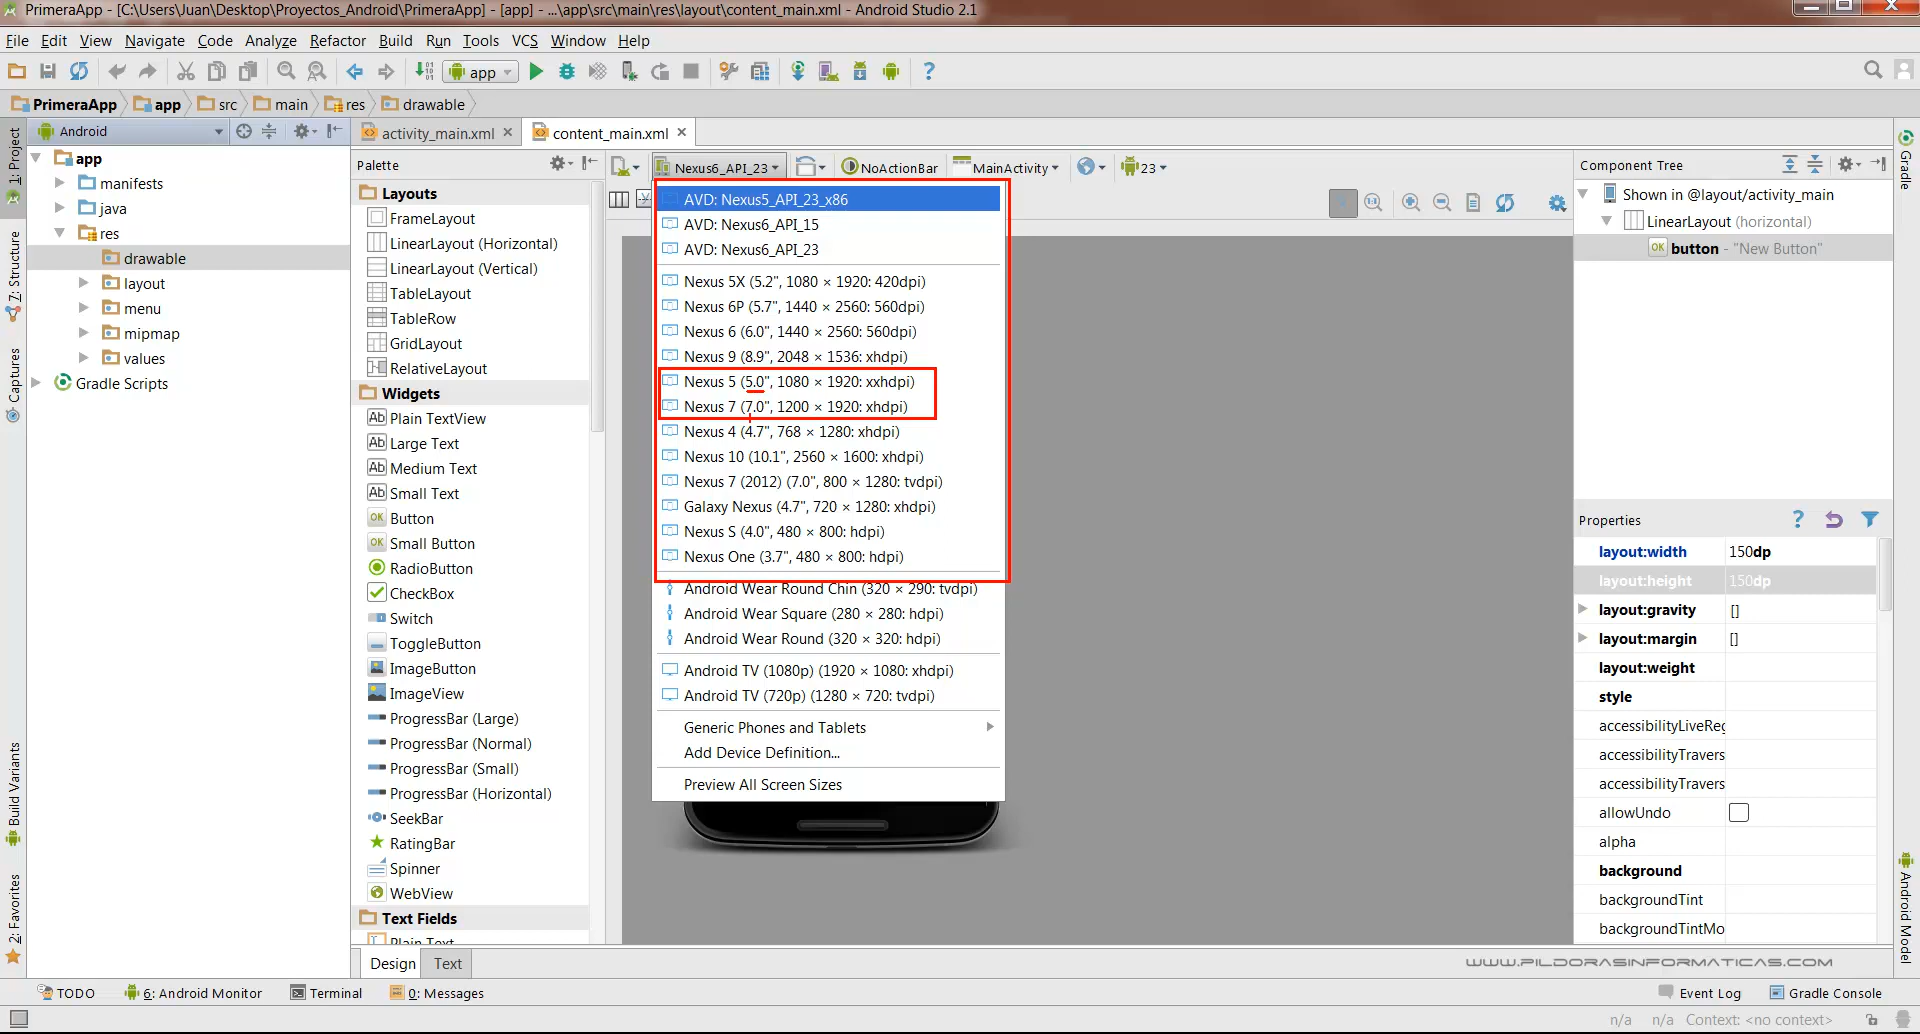 PrimeraApp - [C:\Users\Juan\Desktop\Proyectos_Android\PrimeraApp] - [app] - ...\app\src\main\res\layout\content_main.xml - Android Studio 2.1
File Edit View Navigate Code Analyze Refactor Build Run Tools VCS Window Help
app
PrimeraApp app src main res drawable
Android
activity_main.xml
content_main.xml
1: Project
7: Structure
Captures
Build Variants
2: Favorites
app
manifests
java
res
drawable
layout
menu
mipmap
values
Gradle Scripts
Palette
Layouts
FrameLayout
LinearLayout (Horizontal)
LinearLayout (Vertical)
TableLayout
TableRow
GridLayout
RelativeLayout
Widgets
Plain TextView
Large Text
Medium Text
Small Text
Button
Small Button
RadioButton
CheckBox
Switch
ToggleButton
ImageButton
ImageView
ProgressBar (Large)
ProgressBar (Normal)
ProgressBar (Small)
ProgressBar (Horizontal)
SeekBar
RatingBar
Spinner
WebView
Text Fields
Plain Text
Nexus6_API_23 NoActionBar MainActivity 23
AVD: Nexus5_API_23_x86
AVD: Nexus6_API_15
AVD: Nexus6_API_23
Nexus 5X (5.2", 1080 × 1920: 420dpi)
Nexus 6P (5.7", 1440 × 2560: 560dpi)
Nexus 6 (6.0", 1440 × 2560: 560dpi)
Nexus 9 (8.9", 2048 × 1536: xhdpi)
Nexus 5 (5.0", 1080 × 1920: xxhdpi)
Nexus 7 (7.0", 1200 × 1920: xhdpi)
Nexus 4 (4.7", 768 × 1280: xhdpi)
Nexus 10 (10.1", 2560 × 1600: xhdpi)
Nexus 7 (2012) (7.0", 800 × 1280: tvdpi)
Galaxy Nexus (4.7", 720 × 1280: xhdpi)
Nexus S (4.0", 480 × 800: hdpi)
Nexus One (3.7", 480 × 800: hdpi)
Android Wear Round Chin (320 × 290: tvdpi)
Android Wear Square (280 × 280: hdpi)
Android Wear Round (320 × 320: hdpi)
Android TV (1080p) (1920 × 1080: xhdpi)
Android TV (720p) (1280 × 720: tvdpi)
Generic Phones and Tablets
Add Device Definition...
Preview All Screen Sizes
Component Tree
Shown in @layout/activity_main
LinearLayout (horizontal)
OK button - "New Button"
Properties
layout:width 150dp
layout:height 150dp
layout:gravity []
layout:margin []
layout:weight
style
accessibilityLiveReg
accessibilityTravers
accessibilityTravers
allowUndo
alpha
background
backgroundTint
backgroundTintMo
Gradle
Android Model
Design Text
WWW.PILDORASINFORMATICAS.COM
TODO 6: Android Monitor Terminal 0: Messages Event Log Gradle Console
n/a n/a Context: <no context>